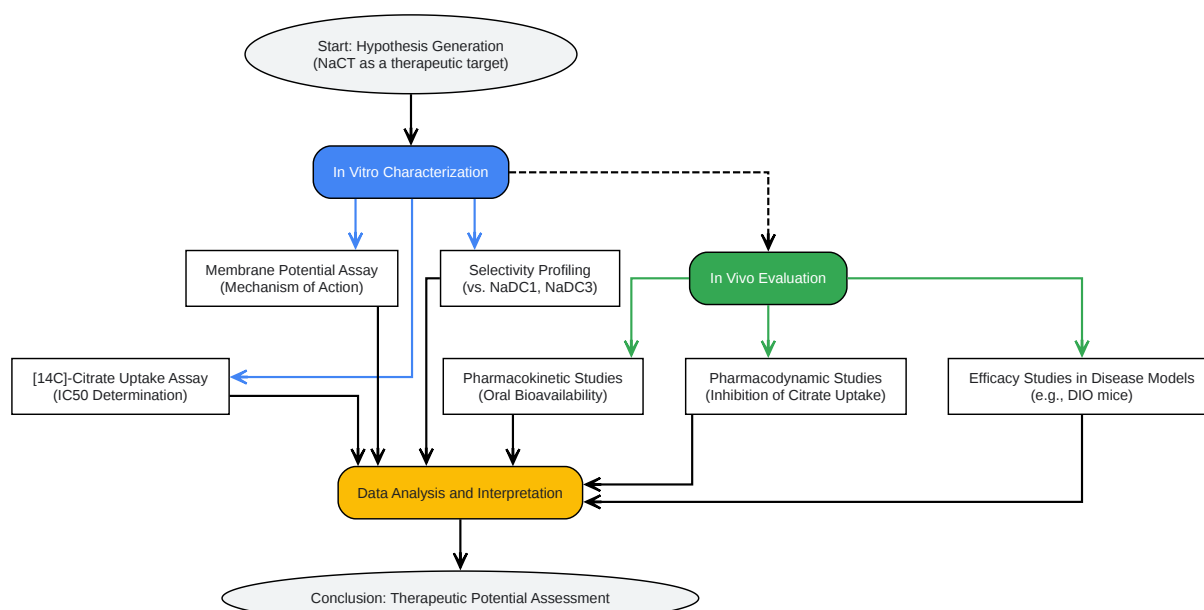 Start: Hypothesis Generation
(NaCT as a therapeutic target)
In Vitro Characterization
Membrane Potential Assay
(Mechanism of Action)
Selectivity Profiling
(vs. NaDC1, NaDC3)
In Vivo Evaluation
[14C]-Citrate Uptake Assay
(IC50 Determination)
Pharmacokinetic Studies
(Oral Bioavailability)
Pharmacodynamic Studies
(Inhibition of Citrate Uptake)
Efficacy Studies in Disease Models
(e.g., DIO mice)
Data Analysis and Interpretation
Conclusion: Therapeutic Potential Assessment